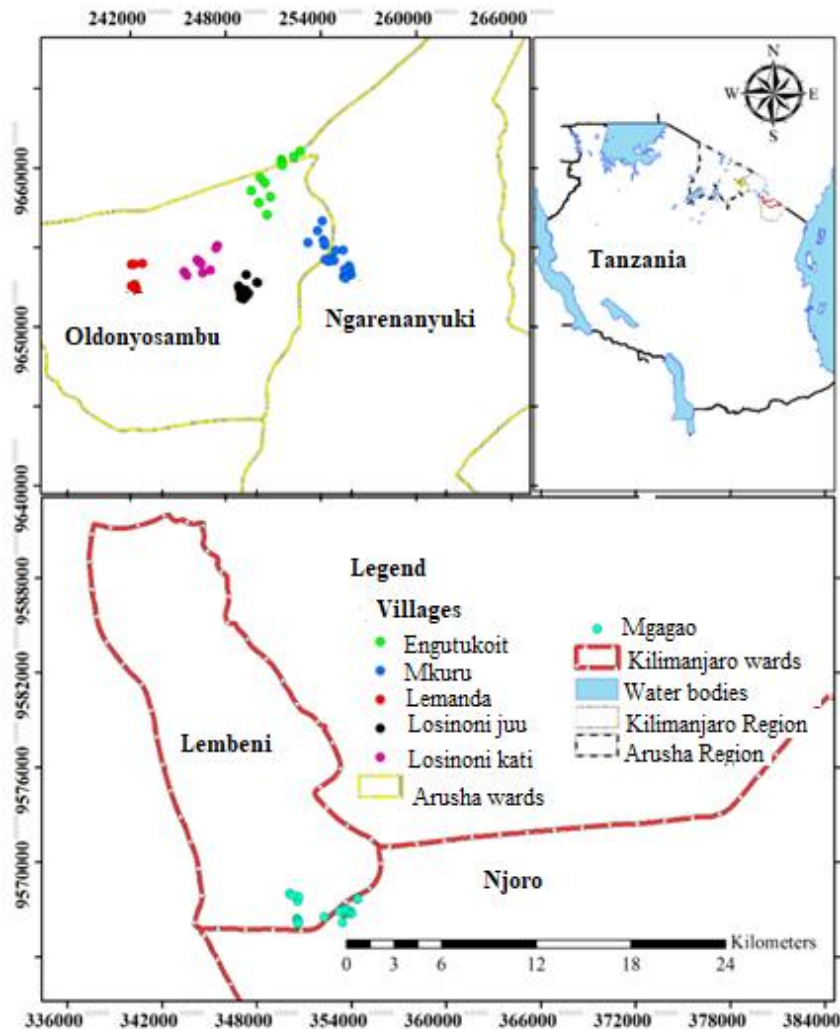 242000 248000 254000 260000 266000
9660000
9650000
9640000
Oldonyosambu
Ngarenanyuki
N
W E
S
Tanzania
9588000
9582000
9576000
9570000
Lembeni
Njoro
Legend
Villages
Engutukoit
Mkuru
Lemanda
Losinoni juu
Losinoni kati
Arusha wards
Mgagao
Kilimanjaro wards
Water bodies
Kilimanjaro Region
Arusha Region
Kilometers
0 3 6 12 18 24
336000 342000 348000 354000 360000 366000 372000 378000 384000